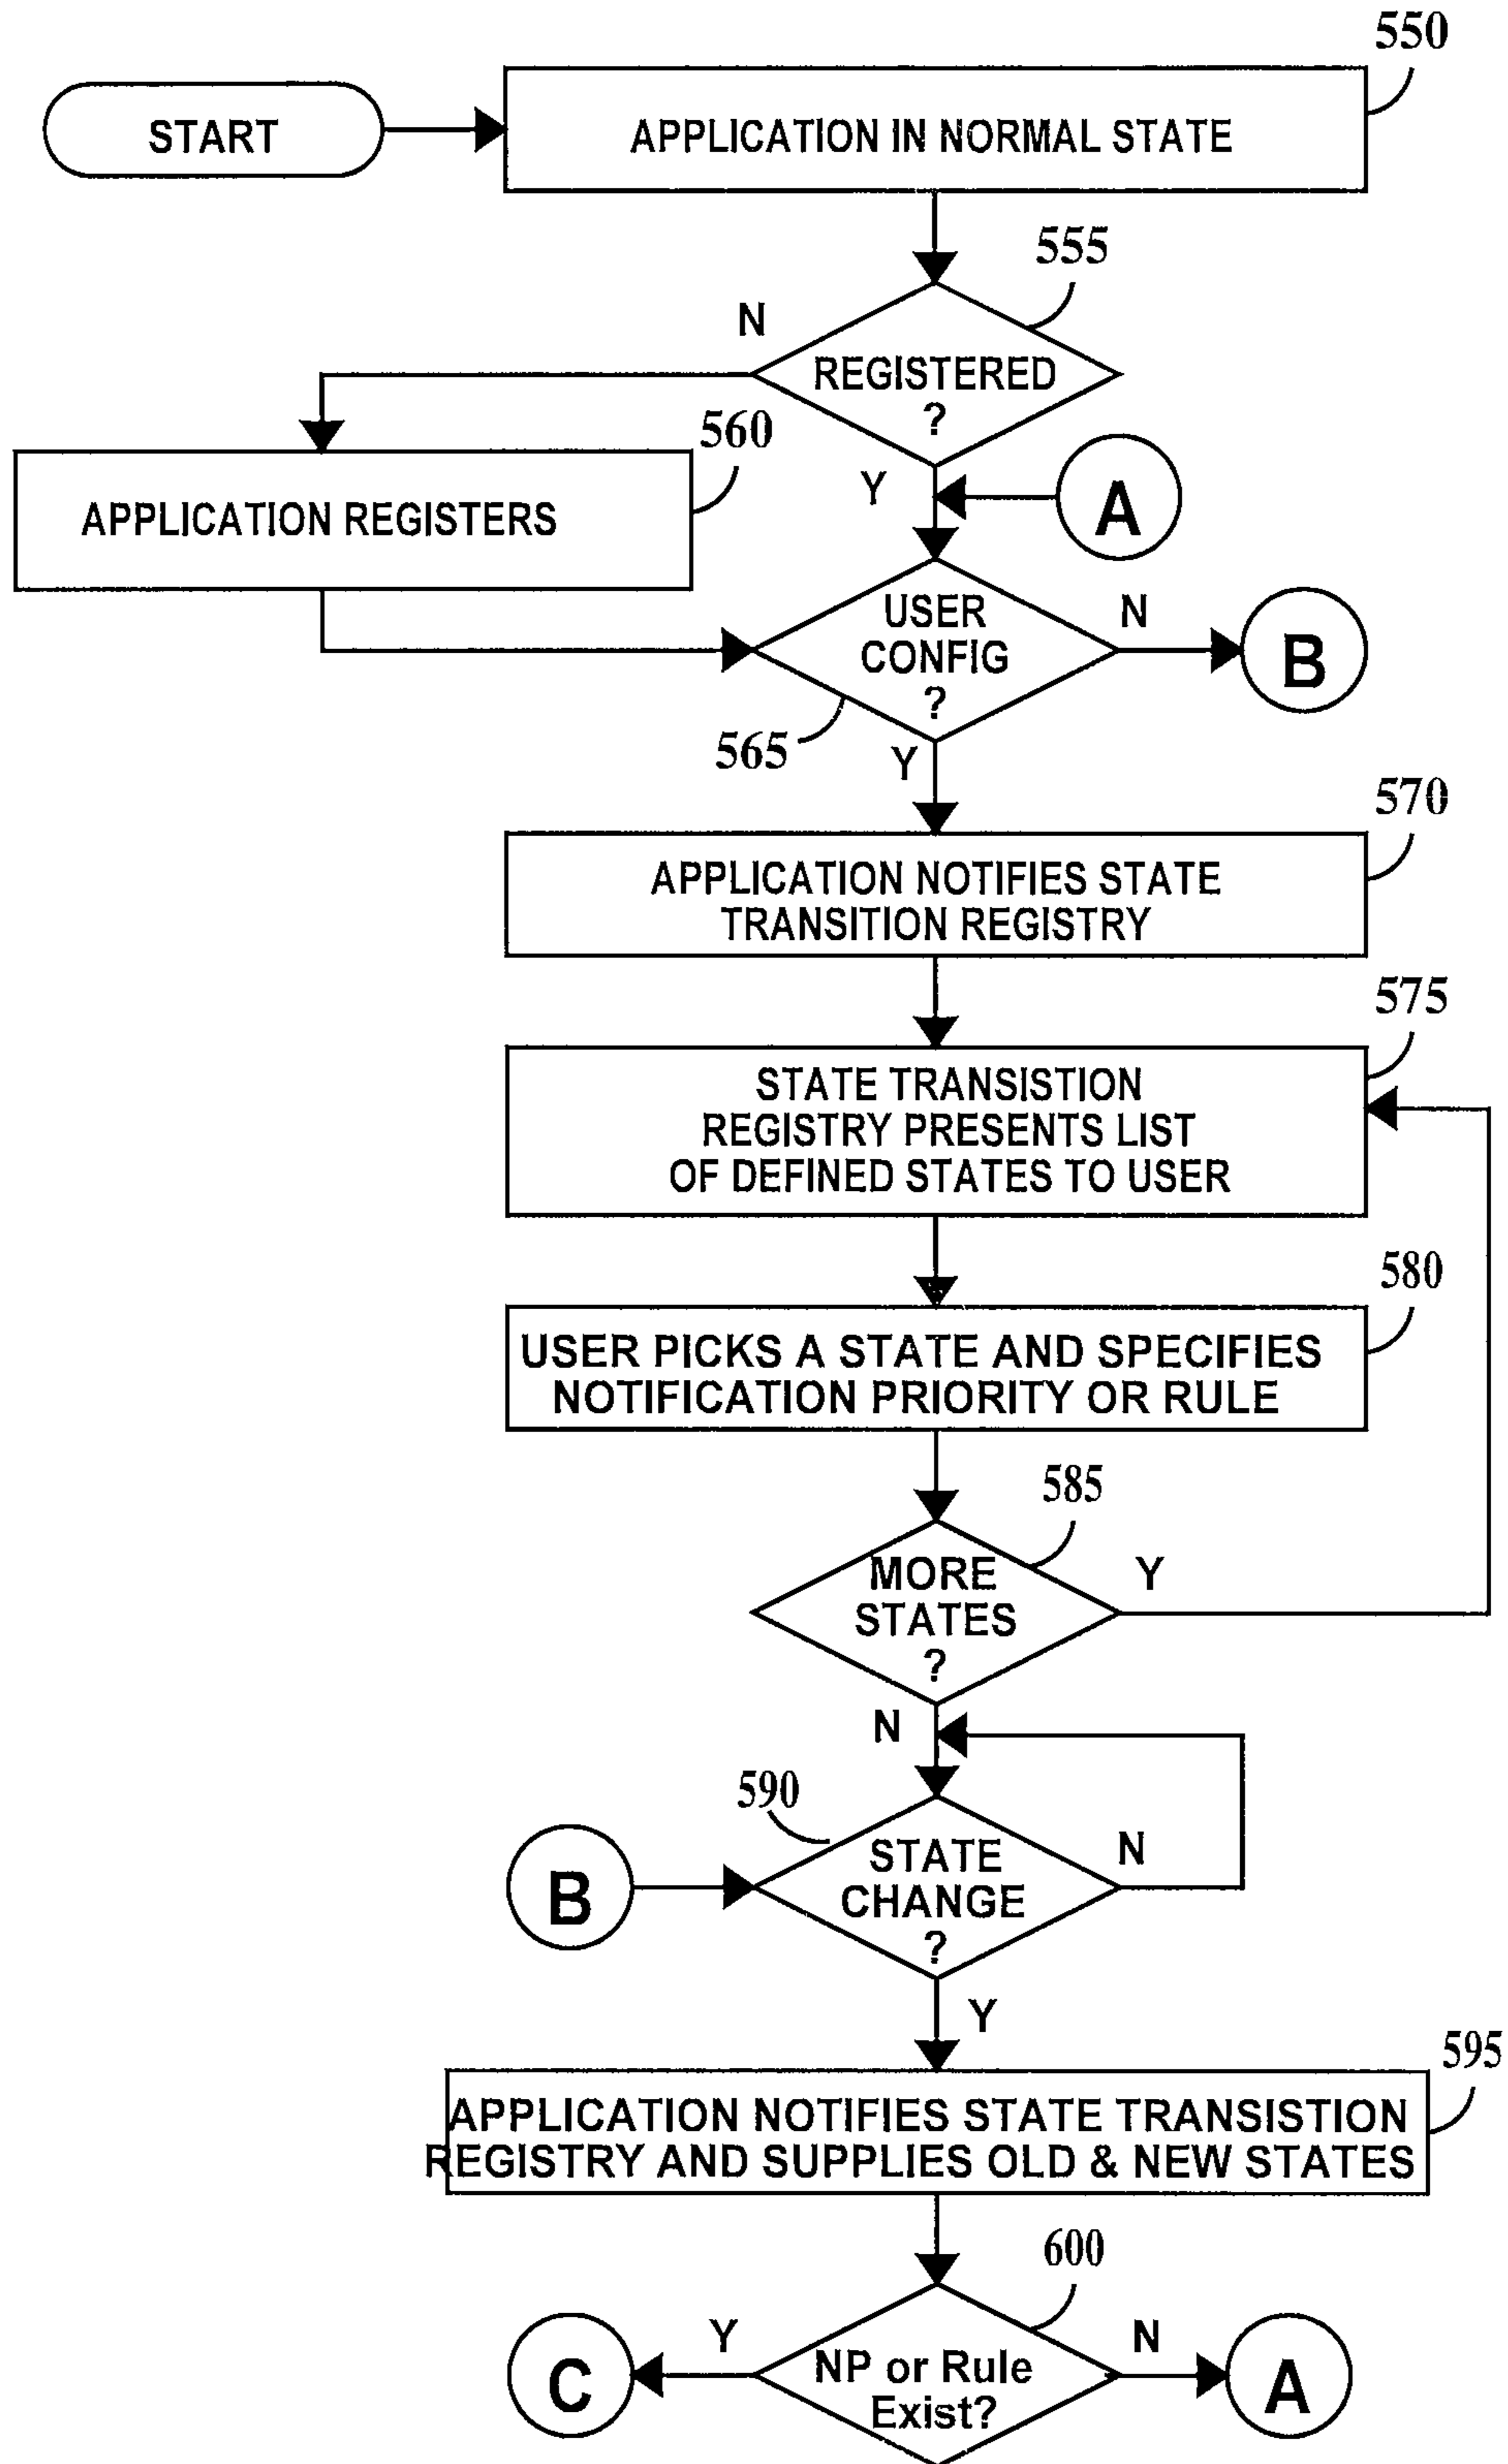 550
START
APPLICATION IN NORMAL STATE
555
N
REGISTERED
?
560
Y
A
APPLICATION REGISTERS
USER
CONFIG
?
N
B
565
Y
570
APPLICATION NOTIFIES STATE
TRANSITION REGISTRY
575
STATE TRANSISTION
REGISTRY PRESENTS LIST
OF DEFINED STATES TO USER
580
USER PICKS A STATE AND SPECIFIES
NOTIFICATION PRIORITY OR RULE
585
MORE
STATES
?
Y
N
590
B
STATE
CHANGE
?
N
Y
595
APPLICATION NOTIFIES STATE TRANSISTION
REGISTRY AND SUPPLIES OLD & NEW STATES
600
C
Y
NP or Rule
Exist?
N
A